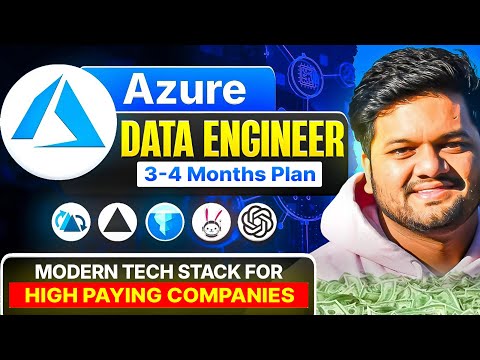 Azure
DATA ENGINEER
3-4 Months Plan
MODERN TECH STACK FOR
HIGH PAYING COMPANIES